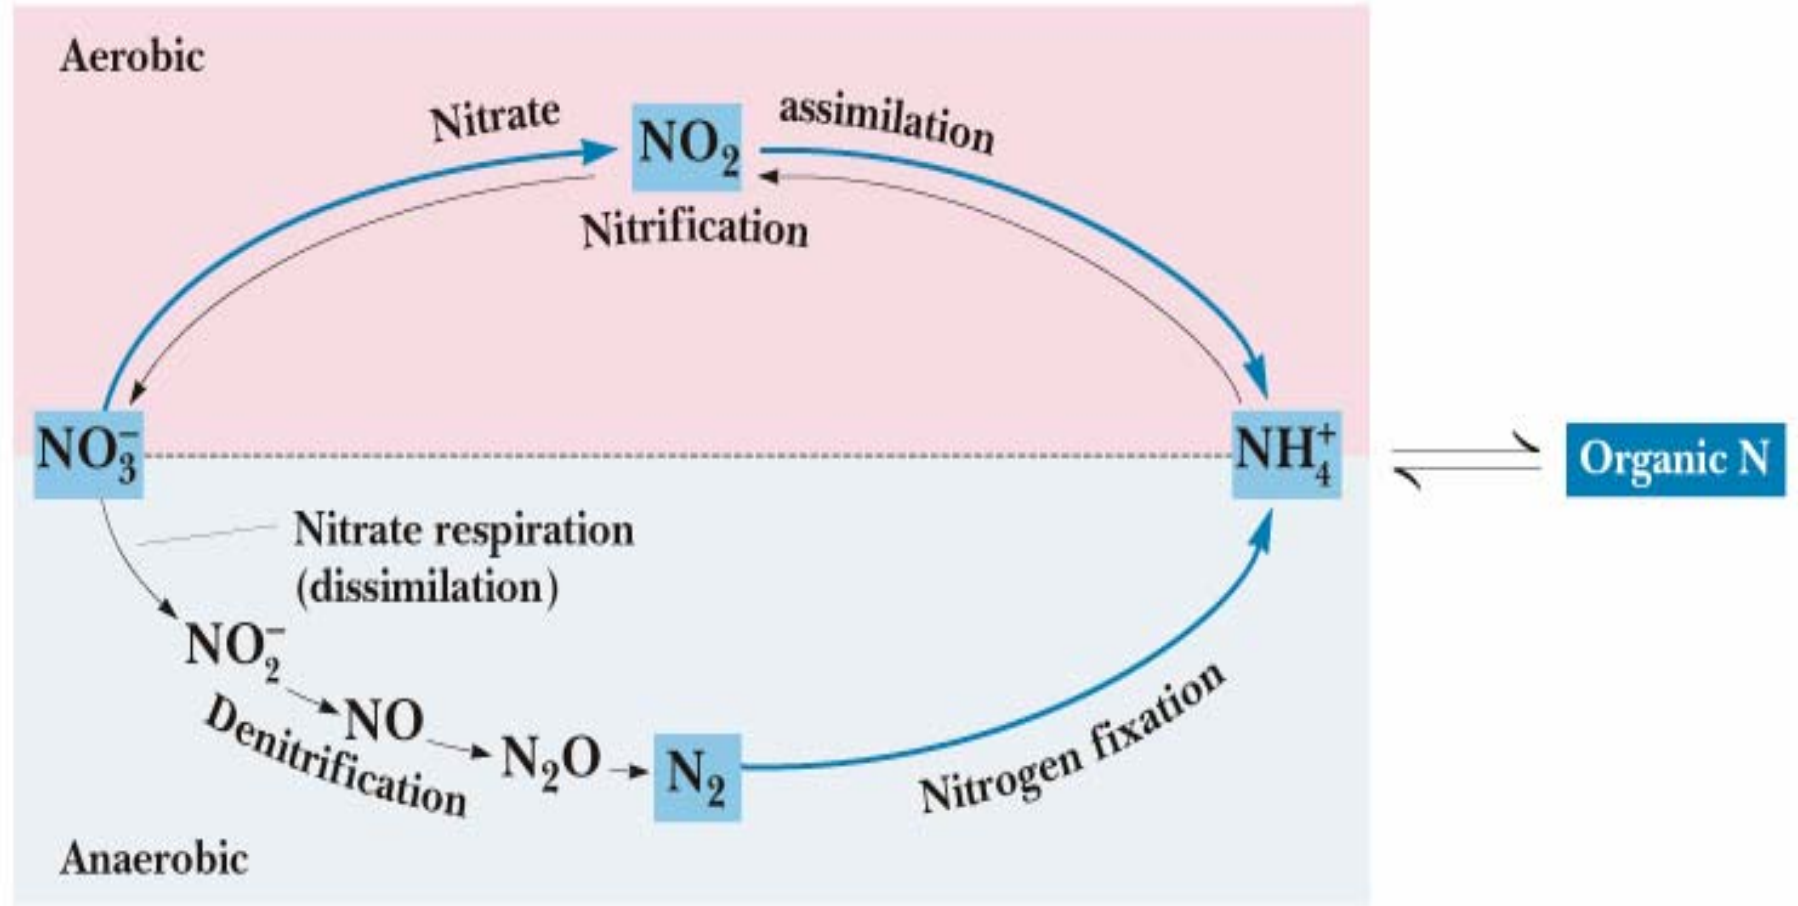 Aerobic
Nitrate
NO₂
assimilation
Nitrification
NO₃⁻
NH₄⁺
Organic N
Nitrate respiration
(dissimilation)
NO₂⁻
NO
N₂O
N₂
Denitrification
Nitrogen fixation
Anaerobic